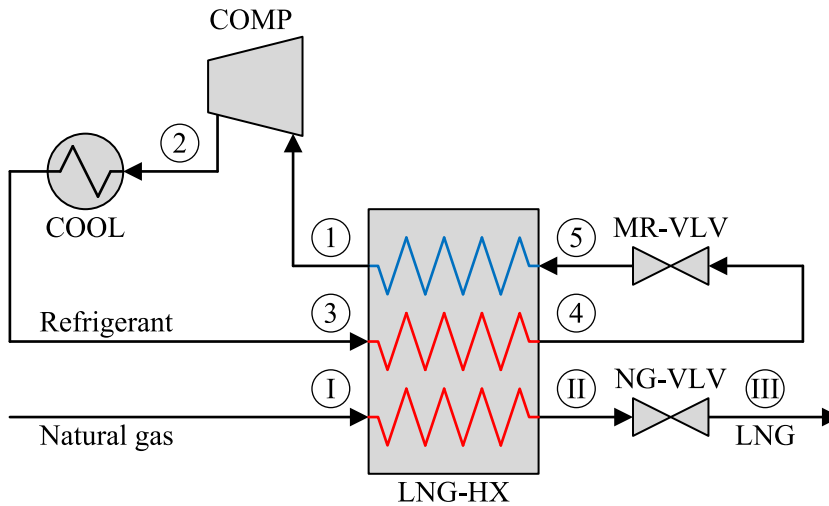 COMP
2
COOL
1
5
MR-VLV
Refrigerant
3
4
I
II
NG-VLV
III
Natural gas
LNG
LNG-HX